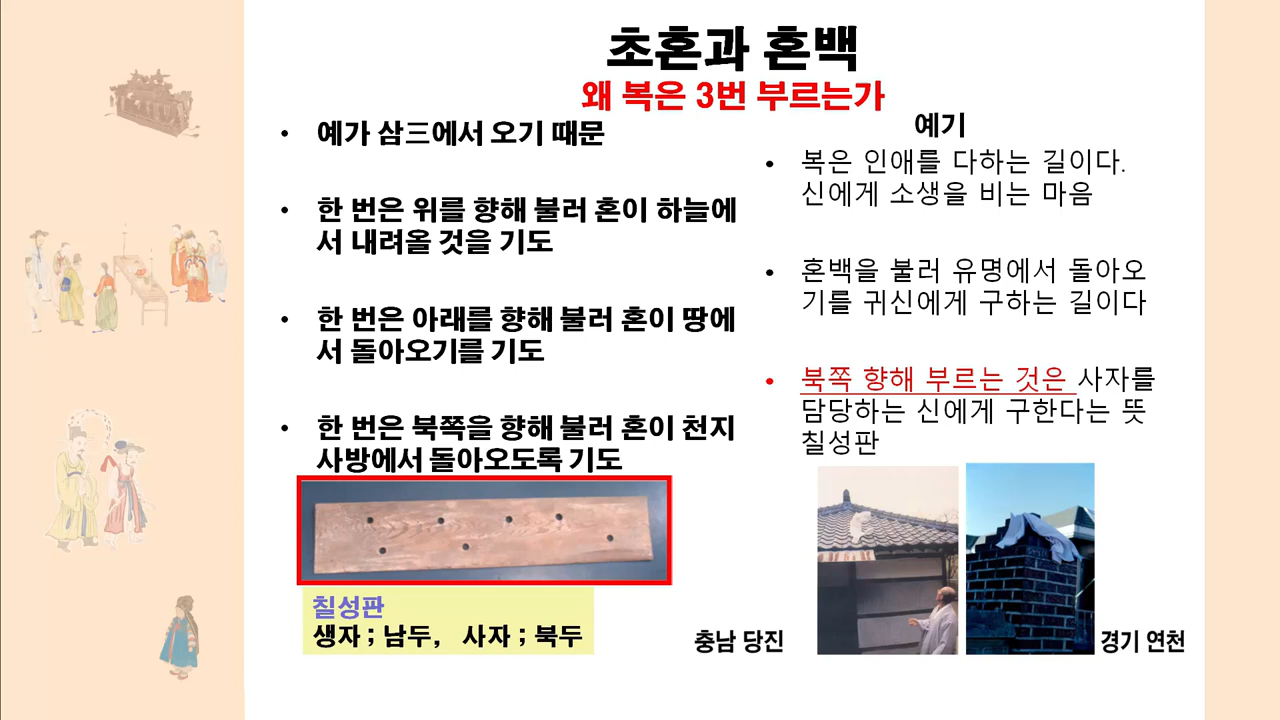 초혼과 혼백
왜 복은 3번 부르는가
• 예가 삼三에서 오기 때문
• 한 번은 위를 향해 불러 혼이 하늘에
서 내려올 것을 기도
• 한 번은 아래를 향해 불러 혼이 땅에
서 돌아오기를 기도
• 한 번은 북쪽을 향해 불러 혼이 천지
사방에서 돌아오도록 기도
칠성판
생자 ; 남두, 사자 ; 북두
예기
• 복은 인애를 다하는 길이다.
신에게 소생을 비는 마음
• 혼백을 불러 유명에서 돌아오
기를 귀신에게 구하는 길이다
• 북쪽 향해 부르는 것은 사자를
담당하는 신에게 구한다는 뜻
칠성판
충남 당진
경기 연천